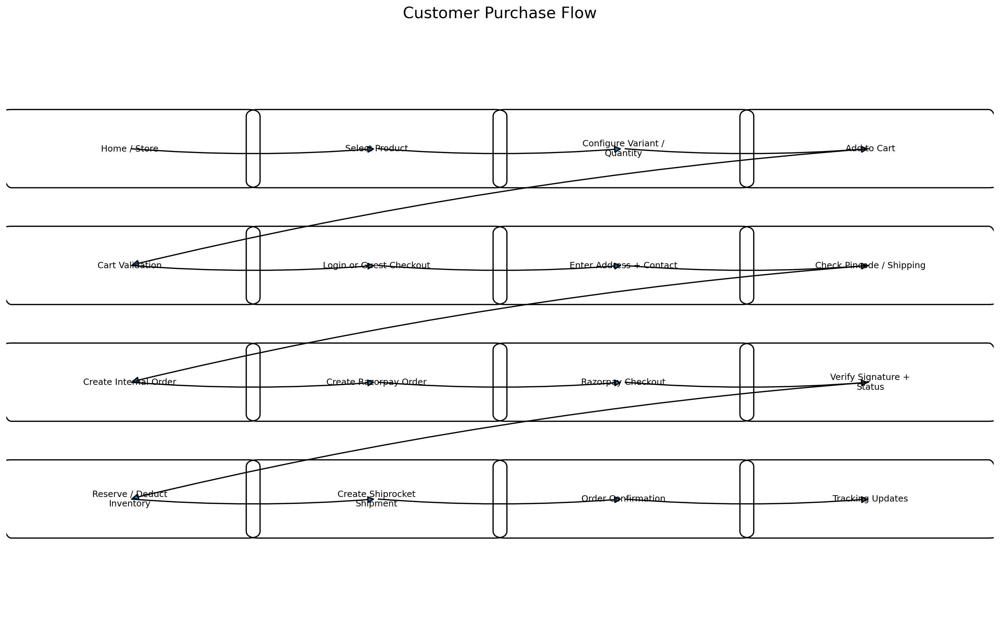 Customer Purchase Flow
Home / Store
Select Product
Configure Variant /
Quantity
Add to Cart
Cart Validation
Login or Guest Checkout
Enter Address + Contact
Check Pincode / Shipping
Create Internal Order
Create Razorpay Order
Razorpay Checkout
Verify Signature +
Status
Reserve / Deduct
Inventory
Create Shiprocket
Shipment
Order Confirmation
Tracking Updates